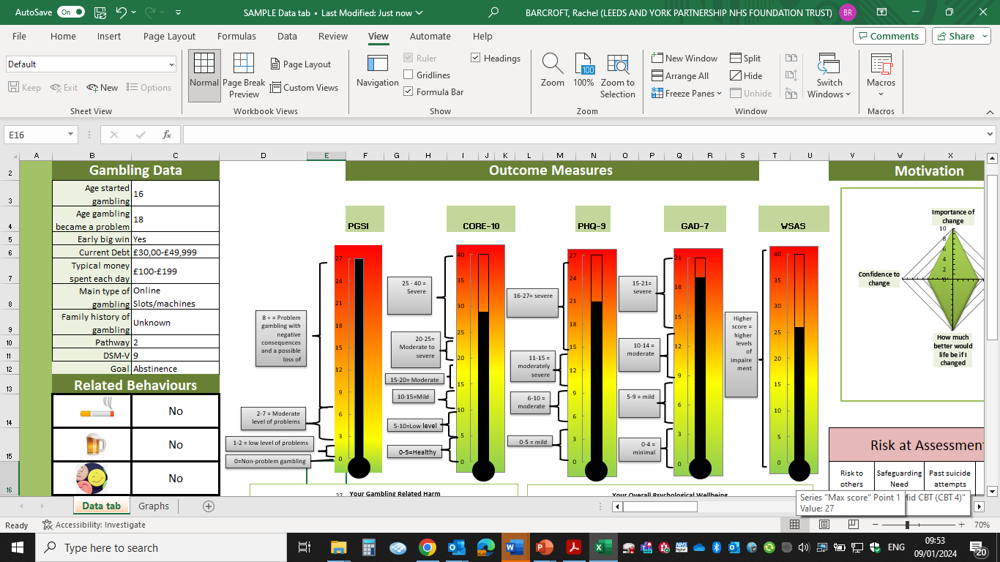 AutoSave On SAMPLE Data tab • Last Modified: Just now BARCROFT, Rachel (LEEDS AND YORK PARTNERSHIP NHS FOUNDATION TRUST) BR
File Home Insert Page Layout Formulas Data Review View Automate Help Comments Share
Default
Keep Exit New Options
Sheet View
Normal Page Break Preview
Page Layout
Custom Views
Workbook Views
Navigation
Ruler
Gridlines
Formula Bar
Headings
Show
Zoom 100% Zoom to Selection
Zoom
New Window
Arrange All
Freeze Panes
Split
Hide
Unhide
Switch Windows
Window
Macros
Macros
E16 fx
A B C D E F G H I J K L M N O P Q R S T U V W X
2 Gambling Data Outcome Measures Motivation
3 Age started gambling 16
4 Age gambling became a problem 18
5 Early big win Yes
6 Current Debt £30,00-£49,999
7 Typical money spent each day £100-£199
8 Main type of gambling Online Slots/machines
9 Family history of gambling Unknown
10 Pathway 2
11 DSM-V 9
12 Goal Abstinence
13 Related Behaviours
14 No
15 No
16 No
PGSI
27
24
21
18
15
12
9
6
3
0
8 + = Problem
gambling with
negative
consequences
and a possible
loss of
2-7 = Moderate
level of problems
1-2 = low level of problems
0=Non-problem gambling
CORE-10
40
35
30
25
20
15
10
5
0
25 - 40 =
Severe
20-25=
Moderate to
severe
15-20= Moderate
10-15=Mild
5-10=Low level
0-5=Healthy
PHQ-9
27
24
21
18
15
12
9
6
3
0
16-27= severe
11-15 =
moderately
severe
6-10 =
moderate
0-5 = mild
GAD-7
21
18
15
12
9
6
3
0
15-21=
severe
10-14 =
moderate
5-9 = mild
0-4 =
minimal
WSAS
40
35
30
25
20
15
10
5
0
Higher
score =
higher
levels
of
impaire
ment
Importance of
change
10
8
6
4
2
0
Confidence to
change
How much
better would
life be if I
changed
Risk at Assessment
Risk to others
Safeguarding Need
Past suicide attempts
27 Your Gambling Related Harm
Your Overall Psychological Wellbeing
Series "Max score" Point 1 Mid CBT (CBT 4)"
Value: 27
Data tab Graphs
Ready Accessibility: Investigate 70%
Type here to search
NHS Digital
ENG
09:53
09/01/2024
20